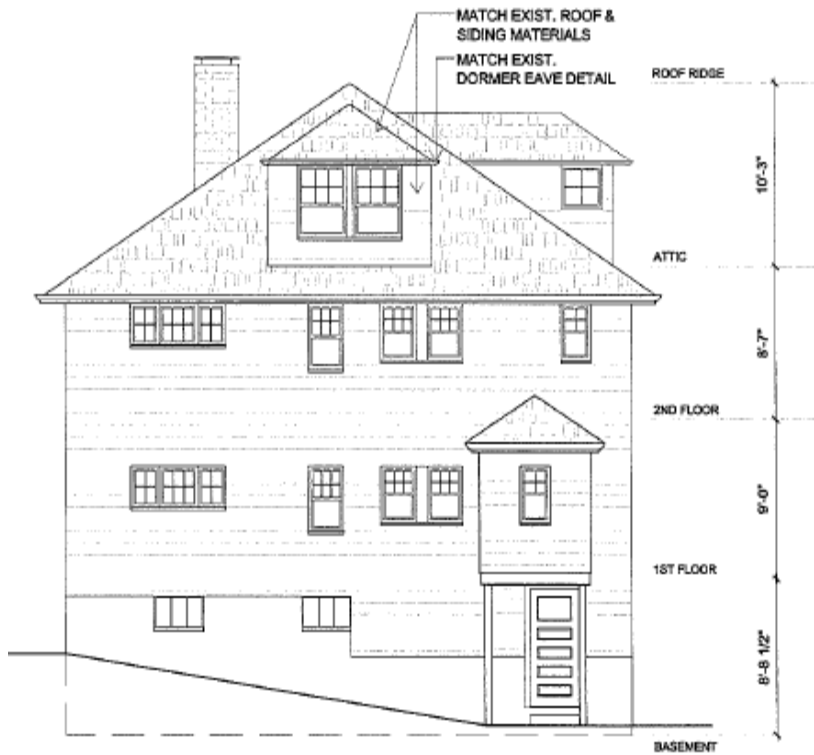 MATCH EXIST. ROOF &
SIDING MATERIALS
MATCH EXIST.
DORMER EAVE DETAIL
ROOF RIDGE
10'-3"
ATTIC
8'-7"
2ND FLOOR
9'-0"
1ST FLOOR
8'-8 1/2"
BASEMENT